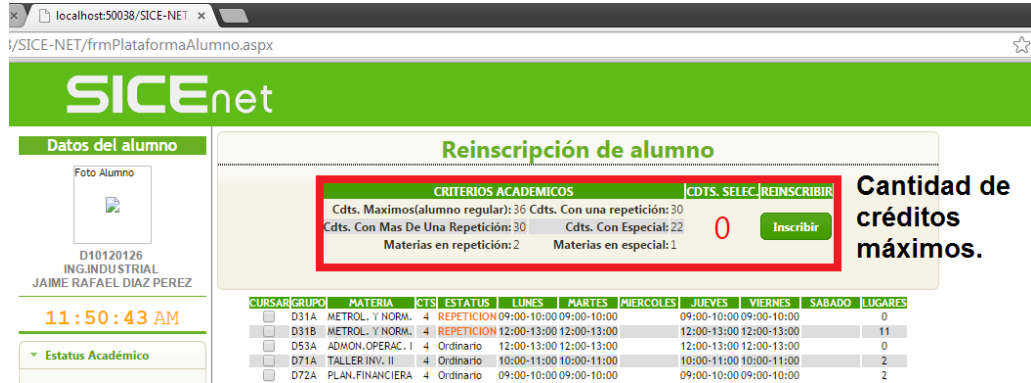 localhost:50038/SICE-NET
/SICE-NET/frmPlataformaAlumno.aspx
SICEnet
Datos del alumno
Foto Alumno
D10120126
ING.INDUSTRIAL
JAIME RAFAEL DIAZ PEREZ
11:50:43 AM
Estatus Académico
Reinscripción de alumno
CRITERIOS ACADEMICOS CDTS. SELEC. REINSCRIBIR
Cdts. Maximos(alumno regular): 36 Cdts. Con una repetición: 30
Cdts. Con Mas De Una Repetición: 30 Cdts. Con Especial: 22
Materias en repetición: 2 Materias en especial: 1
0
Inscribir
Cantidad de
créditos
máximos.
CURSAR GRUPO MATERIA CTS ESTATUS LUNES MARTES MIERCOLES JUEVES VIERNES SABADO LUGARES
D31A METROL. Y NORM. 4 REPETICION 09:00-10:00 09:00-10:00 09:00-10:00 09:00-10:00 0
D31B METROL. Y NORM. 4 REPETICION 12:00-13:00 12:00-13:00 12:00-13:00 12:00-13:00 11
D53A ADMON.OPERAC. I 4 Ordinario 12:00-13:00 12:00-13:00 12:00-13:00 12:00-13:00 0
D71A TALLER INV. II 4 Ordinario 10:00-11:00 10:00-11:00 10:00-11:00 10:00-11:00 2
D72A PLAN.FINANCIERA 4 Ordinario 09:00-10:00 09:00-10:00 09:00-10:00 09:00-10:00 2